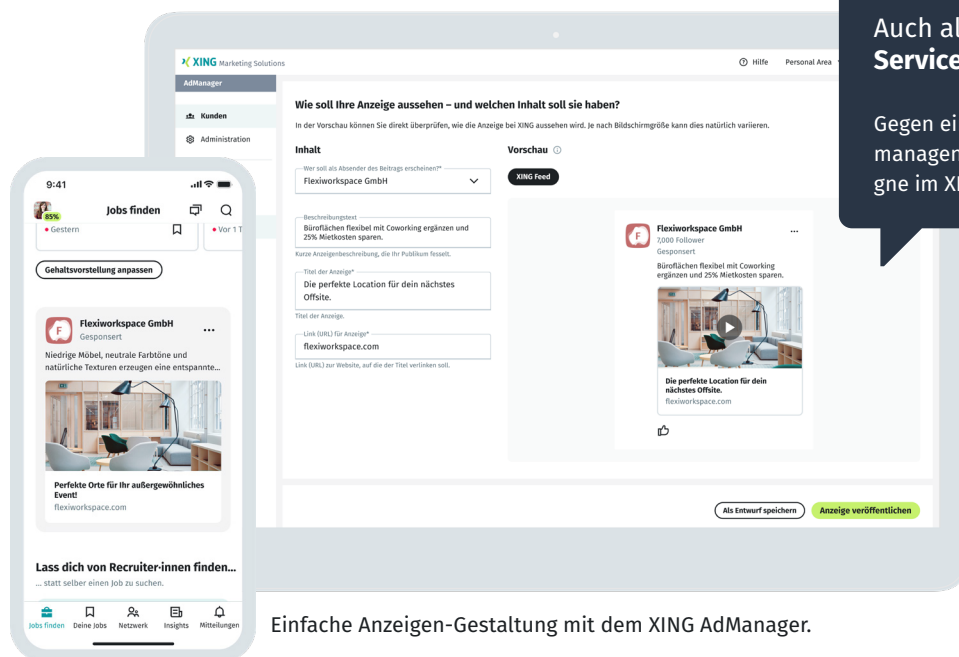 Auch al
Service
Gegen ei
managen
gne im XI
XING Marketing Solutions
Hilfe
Personal Area
AdManager
Kunden
Administration
Wie soll Ihre Anzeige aussehen – und welchen Inhalt soll sie haben?
In der Vorschau können Sie direkt überprüfen, wie die Anzeige bei XING aussehen wird. Je nach Bildschirmgröße kann dies natürlich variieren.
Inhalt
Wer soll als Absender des Beitrags erscheinen?*
Flexiworkspace GmbH
Beschreibungstext
Büroflächen flexibel mit Coworking ergänzen und
25% Mietkosten sparen.
Kurze Anzeigenbeschreibung, die Ihr Publikum fesselt.
Titel der Anzeige*
Die perfekte Location für dein nächstes
Offsite.
Titel der Anzeige.
Link (URL) für Anzeige*
flexiworkspace.com
Link (URL) zur Website, auf die der Titel verlinken soll.
Vorschau
XING Feed
F
Flexiworkspace GmbH
...
7,000 Follower
Gesponsert
Büroflächen flexibel mit Coworking
ergänzen und 25% Mietkosten sparen.
Die perfekte Location für dein
nächstes Offsite.
flexiworkspace.com
Als Entwurf speichern
Anzeige veröffentlichen
9:41
85%
Jobs finden
• Gestern
• Vor 1 T
Gehaltsvorstellung anpassen
F
Flexiworkspace GmbH
...
Gesponsert
Niedrige Möbel, neutrale Farbtöne und
natürliche Texturen erzeugen eine entspannte...
Perfekte Orte für Ihr außergewöhnliches
Event!
flexiworkspace.com
Lass dich von Recruiter·innen finden...
... statt selber einen Job zu suchen.
Jobs finden
Deine Jobs
Netzwerk
Insights
Mitteilungen
Einfache Anzeigen-Gestaltung mit dem XING AdManager.